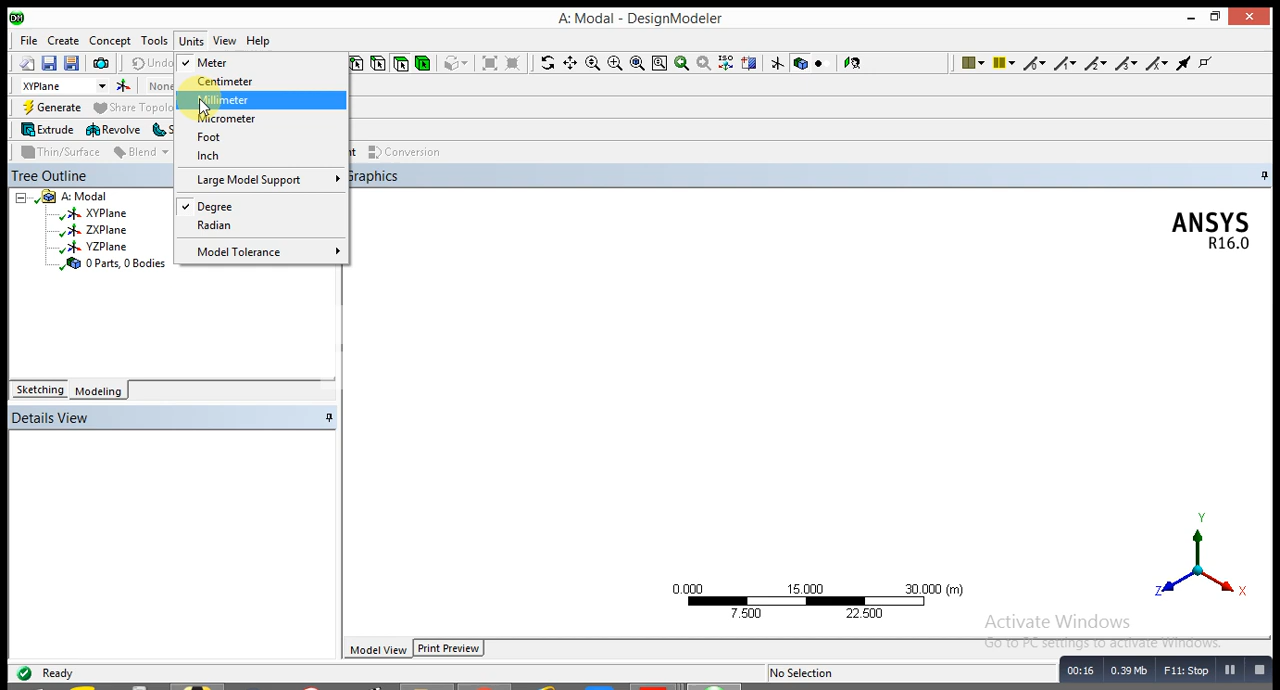 DM
A: Modal - DesignModeler
File Create Concept Tools Units View Help
Undo
XYPlane
None
Generate Share Topolo
Extrude Revolve S
Thin/Surface Blend
nt Conversion
Meter
Centimeter
Millimeter
Micrometer
Foot
Inch
Large Model Support
Degree
Radian
Model Tolerance
Tree Outline
Graphics
A: Modal
XYPlane
ZXPlane
YZPlane
0 Parts, 0 Bodies
Sketching Modeling
Details View
ANSYS
R16.0
Y
Z
X
0.000 15.000 30.000 (m)
7.500 22.500
Activate Windows
Go to PC settings to activate Windows.
Model View Print Preview
Ready
No Selection
00:16 0.39 Mb F11: Stop